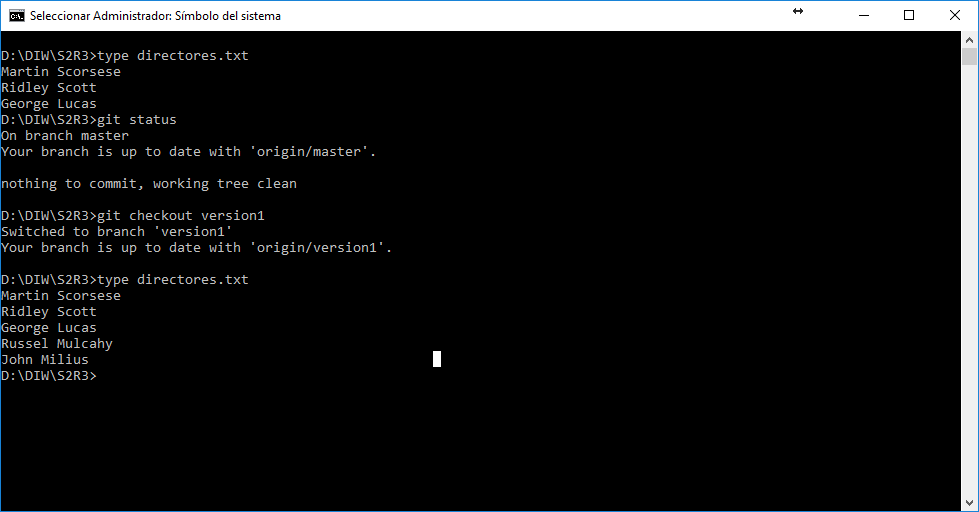 Seleccionar Administrador: Símbolo del sistema
D:\DIW\S2R3>type directores.txt
Martin Scorsese
Ridley Scott
George Lucas
D:\DIW\S2R3>git status
On branch master
Your branch is up to date with 'origin/master'.
nothing to commit, working tree clean
D:\DIW\S2R3>git checkout version1
Switched to branch 'version1'
Your branch is up to date with 'origin/version1'.
D:\DIW\S2R3>type directores.txt
Martin Scorsese
Ridley Scott
George Lucas
Russel Mulcahy
John Milius
D:\DIW\S2R3>